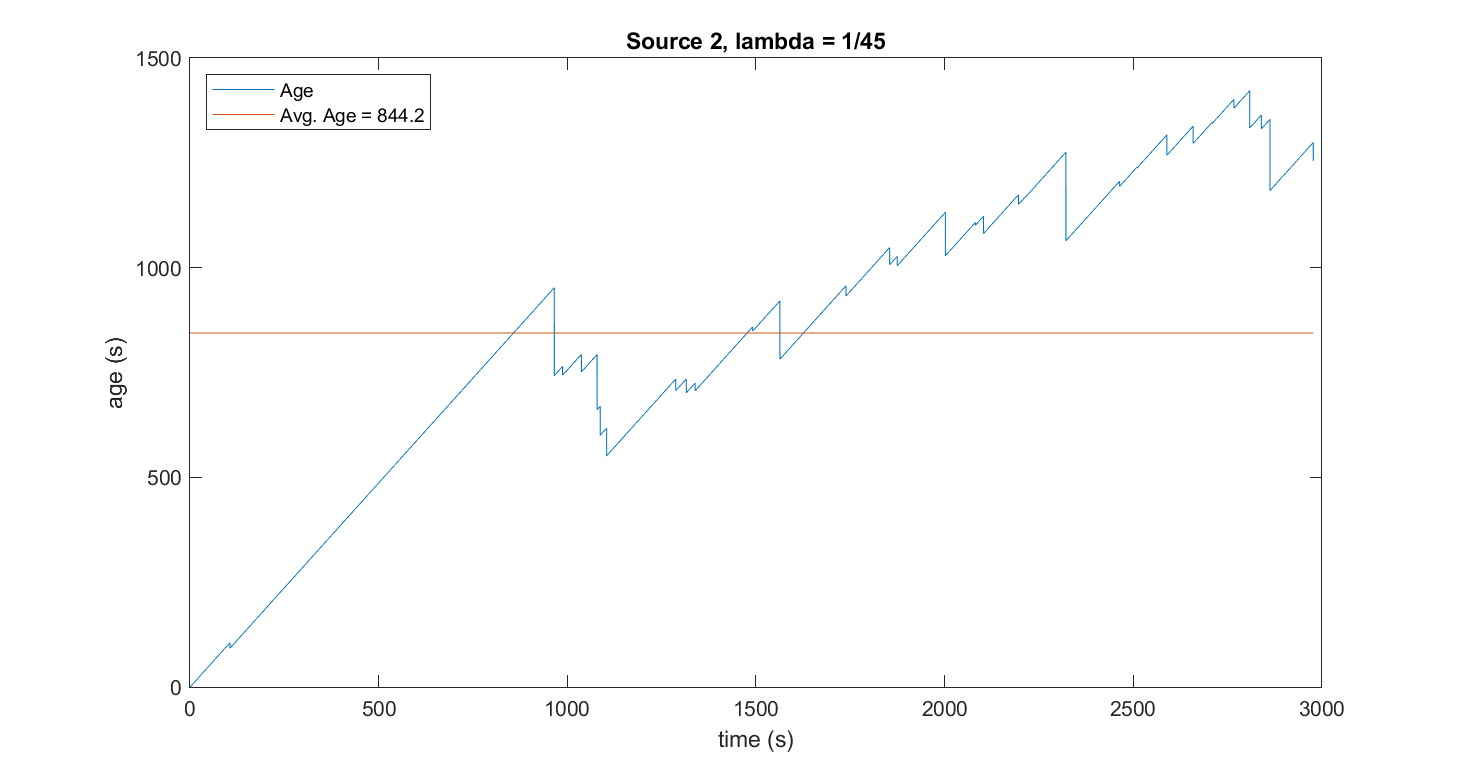 Source 2, lambda = 1/45
1500
1000
500
0
age (s)
Age
Avg. Age = 844.2
0 500 1000 1500 2000 2500 3000
time (s)